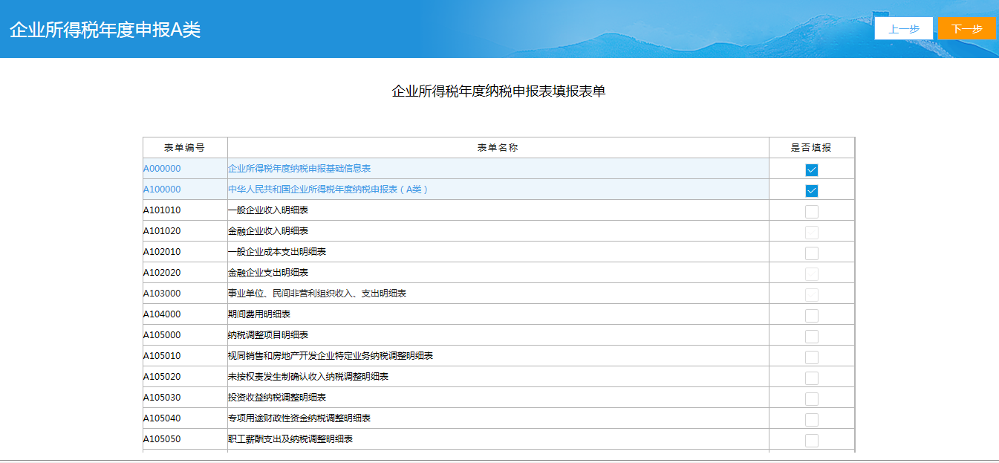 企业所得税年度申报A类
上一步
下一步
企业所得税年度纳税申报表填报表单
表单编号 表单名称 是否填报
A000000 企业所得税年度纳税申报基础信息表
A100000 中华人民共和国企业所得税年度纳税申报表（A类）
A101010 一般企业收入明细表
A101020 金融企业收入明细表
A102010 一般企业成本支出明细表
A102020 金融企业支出明细表
A103000 事业单位、民间非营利组织收入、支出明细表
A104000 期间费用明细表
A105000 纳税调整项目明细表
A105010 视同销售和房地产开发企业特定业务纳税调整明细表
A105020 未按权责发生制确认收入纳税调整明细表
A105030 投资收益纳税调整明细表
A105040 专项用途财政性资金纳税调整明细表
A105050 职工薪酬支出及纳税调整明细表